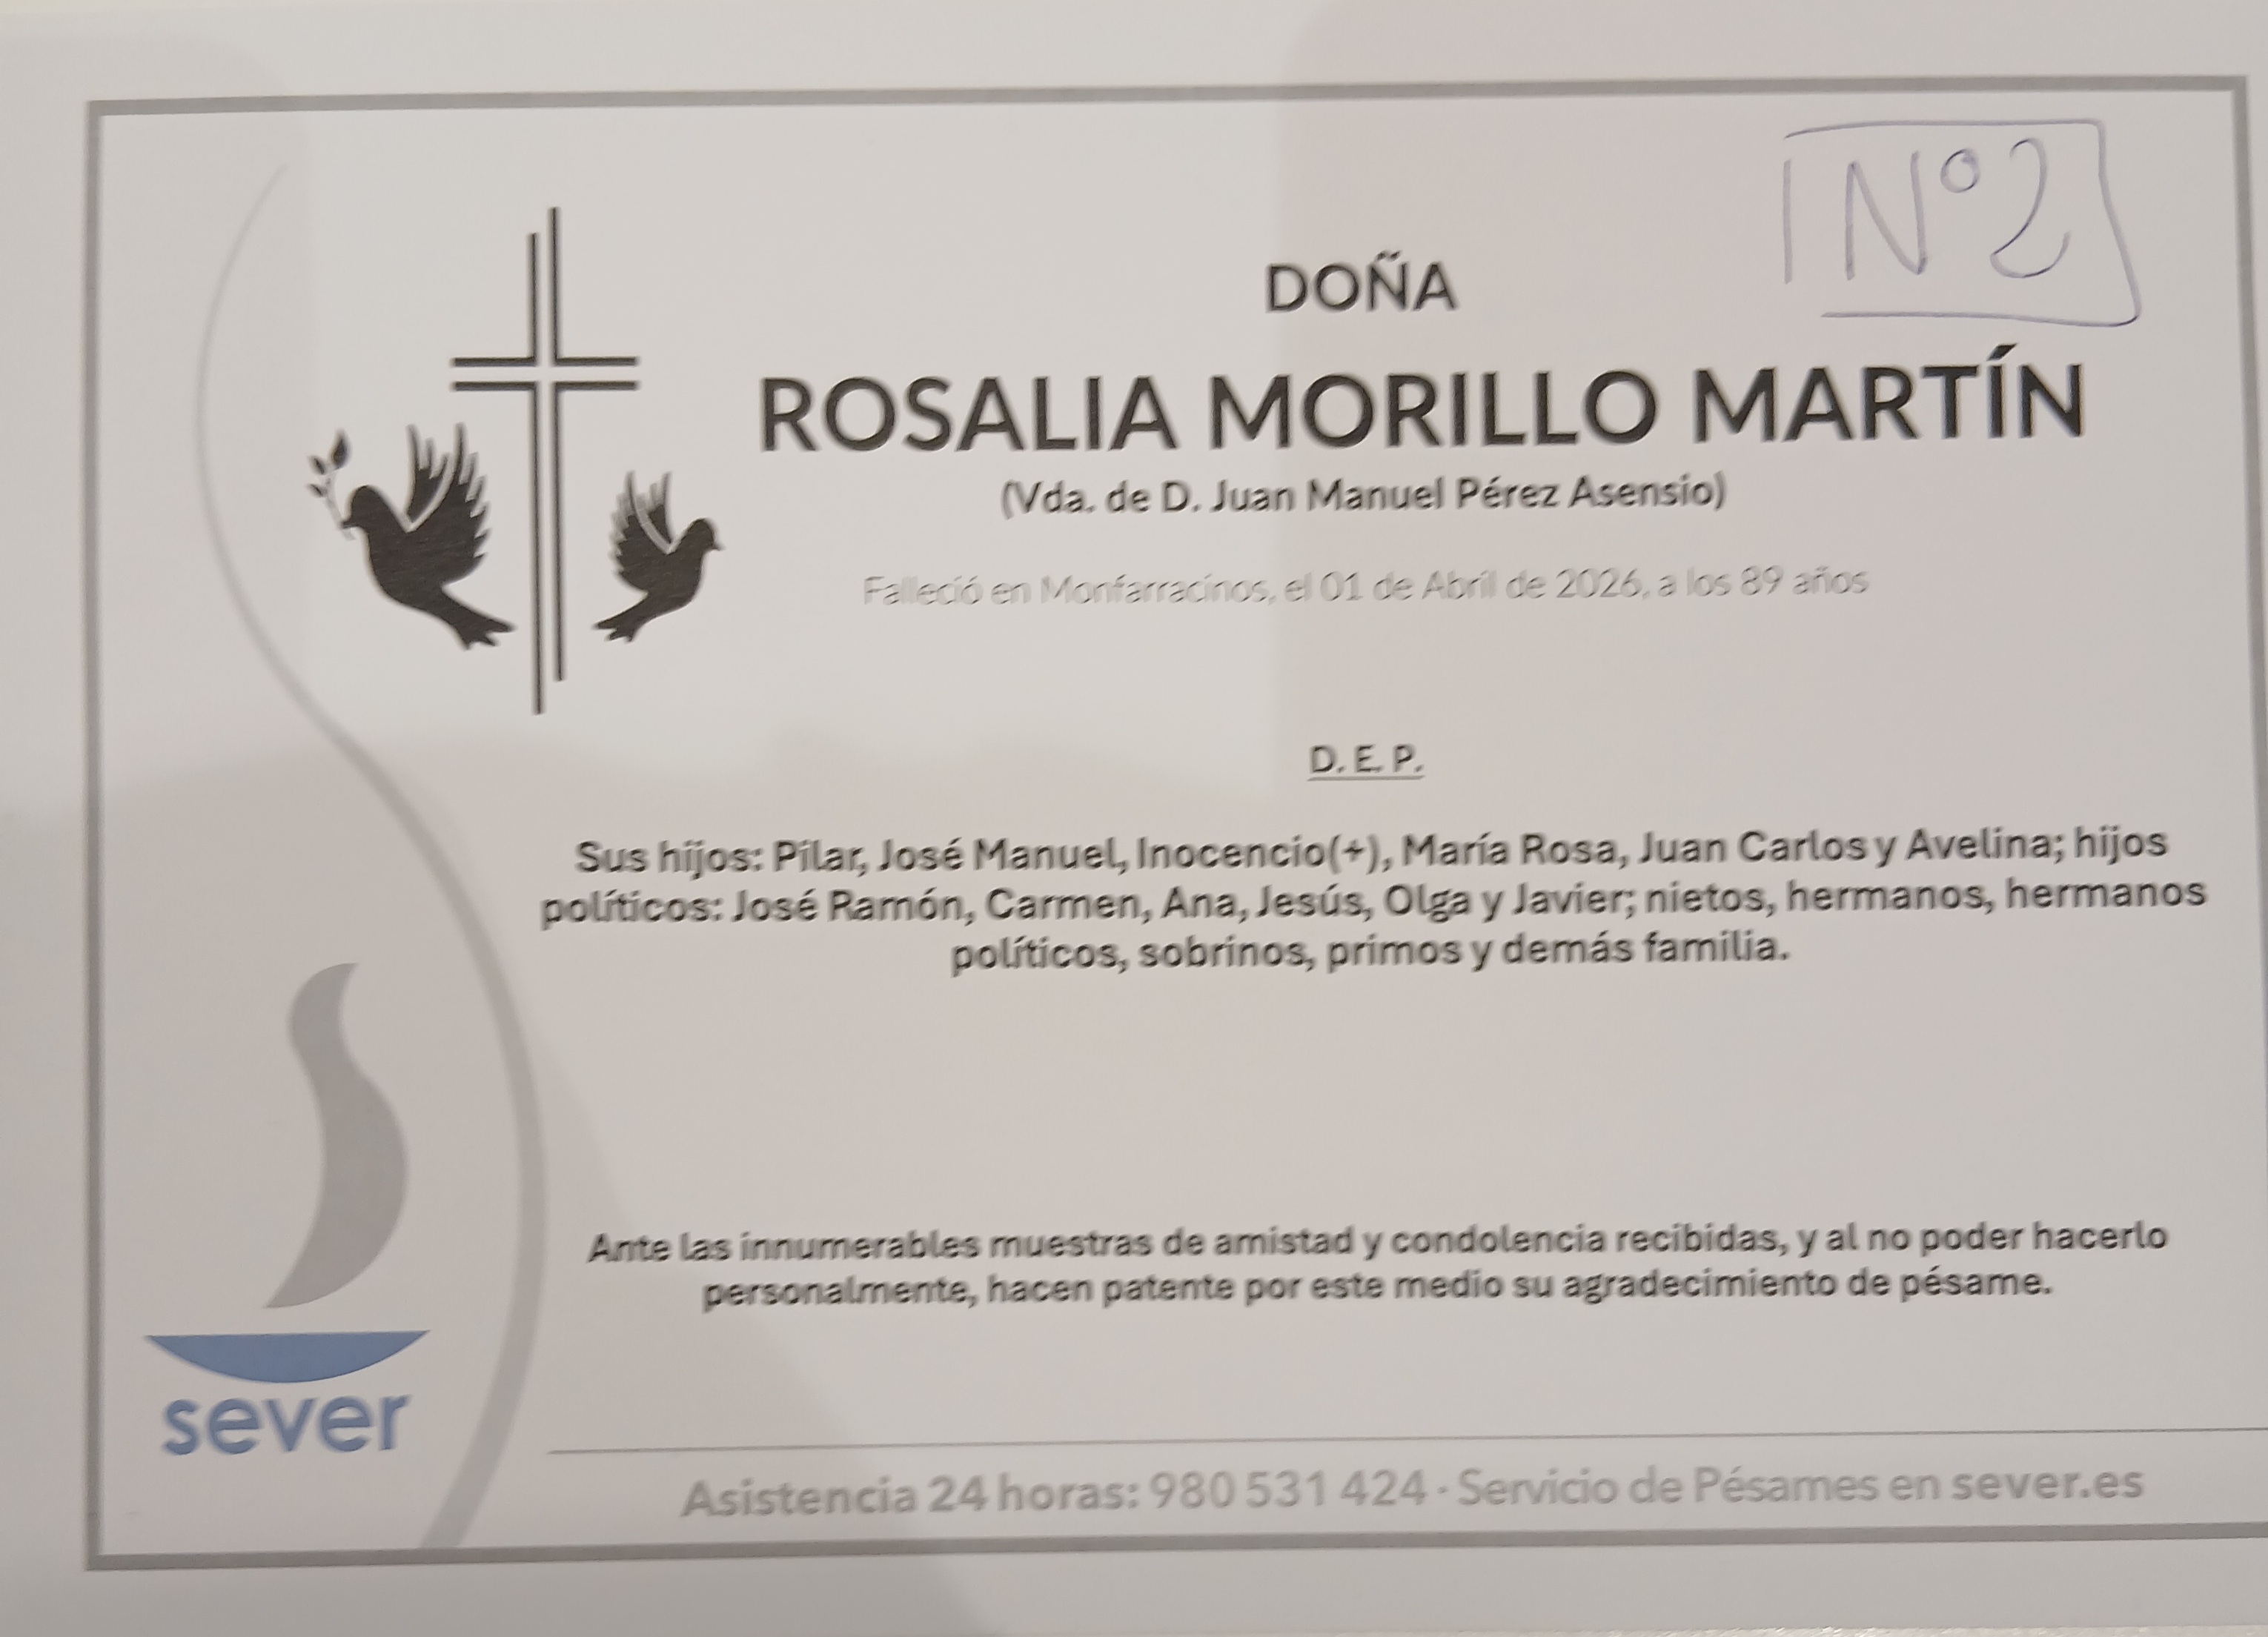 Nº2
DOÑA
ROSALIA MORILLO MARTÍN
(Vda. de D. Juan Manuel Pérez Asensio)
Falleció en Monfarracinos, el 01 de Abril de 2026, a los 89 años
D. E. P.
Sus hijos: Pilar, José Manuel, Inocencio(+), María Rosa, Juan Carlos y Avelina; hijos
políticos: José Ramón, Carmen, Ana, Jesús, Olga y Javier; nietos, hermanos, hermanos
políticos, sobrinos, primos y demás familia.
Ante las innumerables muestras de amistad y condolencia recibidas, y al no poder hacerlo
personalmente, hacen patente por este medio su agradecimiento de pésame.
sever
Asistencia 24 horas: 980 531 424 · Servicio de Pésames en sever.es